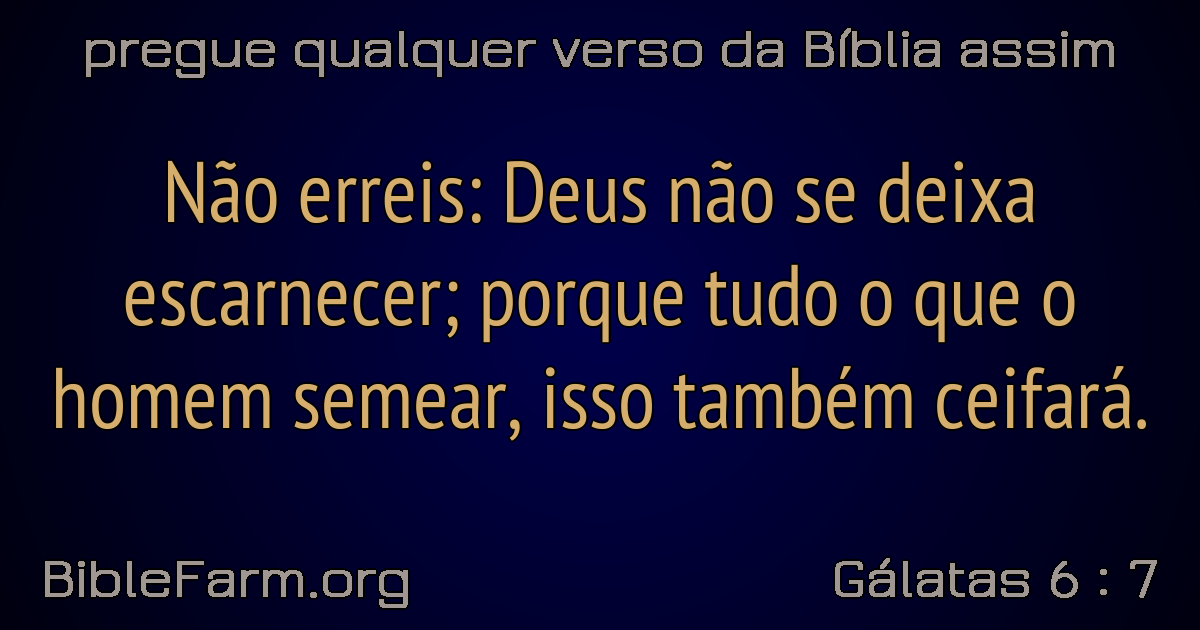 pregue qualquer verso da Bíblia assim
Não erreis: Deus não se deixa
escarnecer; porque tudo o que o
homem semear, isso também ceifará.
BibleFarm.org
Gálatas 6 : 7